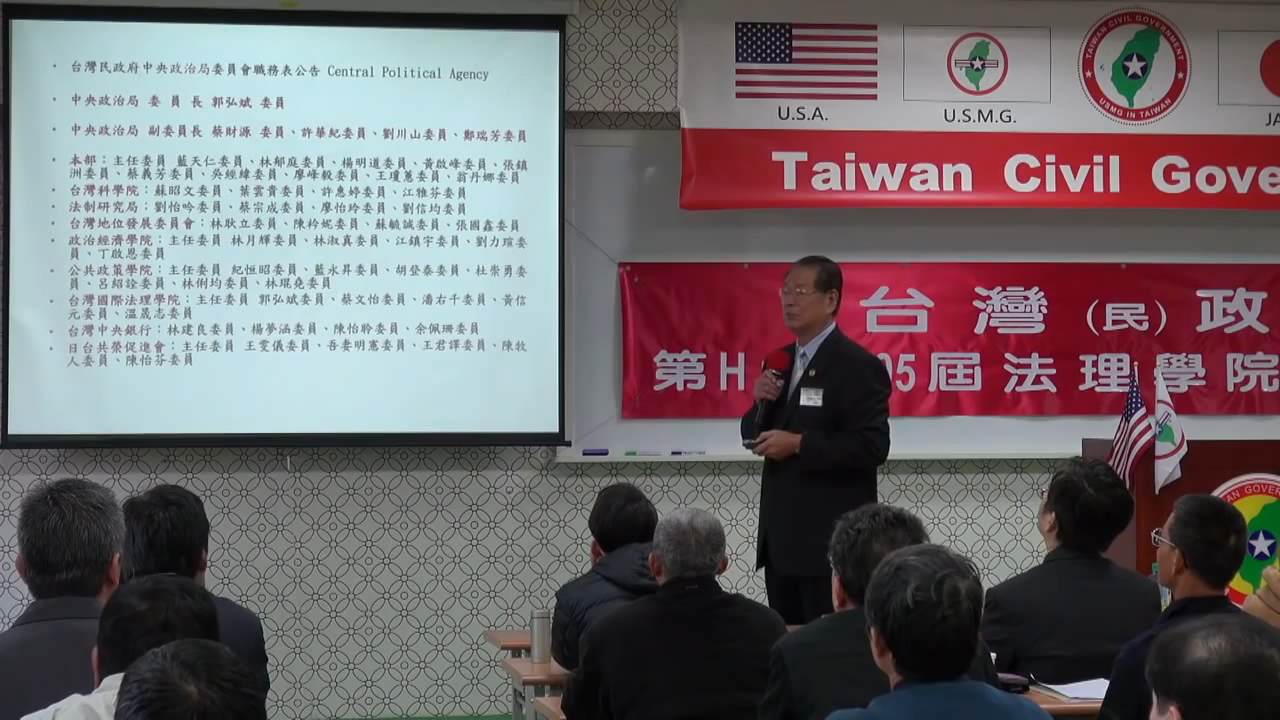 台灣民政府中央政治局委員會職務表公告 Central Political Agency
中央政治局 委 員 長 郭弘斌 委員
中央政治局 副委員長 蔡財源 委員、許華紀委員、劉川山委員、鄭瑞芳委員
本部：主任委員 藍天仁委員、林郁庭委員、楊明道委員、黃啟峰委員、張鎮
洲委員、蔡義芳委員、吳經緯委員、廖峰毅委員、王瓊蕙委員、翁丹娜委員
台灣科學院：蘇昭文委員、葉雲貴委員、許惠婷委員、江雅芬委員
法制研究局：劉怡吟委員、蔡宗成委員、廖怡玲委員、劉信均委員
台灣地位發展委員會：林耿立委員、陳衿妮委員、蘇毓誠委員、張國鑫委員
政治經濟學院：主任委員 林月輝委員、林淑真委員、江鎮宇委員、劉力瑄委
員、丁啟恩委員
公共政策學院：主任委員 紀恒昭委員、藍永昇委員、胡登泰委員、杜崇勇委
員、呂紹詮委員、林俐均委員、林琨堯委員
台灣國際法理學院：主任委員 郭弘斌委員、蔡文怡委員、潘右千委員、黃信
元委員、溫晟志委員
台灣中央銀行：林建良委員、楊夢涵委員、陳怡聆委員、余佩珊委員
日台共榮促進會：主任委員 王雯儀委員、吾妻明憲委員、王君譯委員、陳牧
人委員、陳怡芬委員
U.S.A.
U.S.M.G.
TAIWAN CIVIL GOVERNMENT
USMG IN TAIWAN
JA
Taiwan Civil Gove
台灣（民）政
第H 05屆法理學院